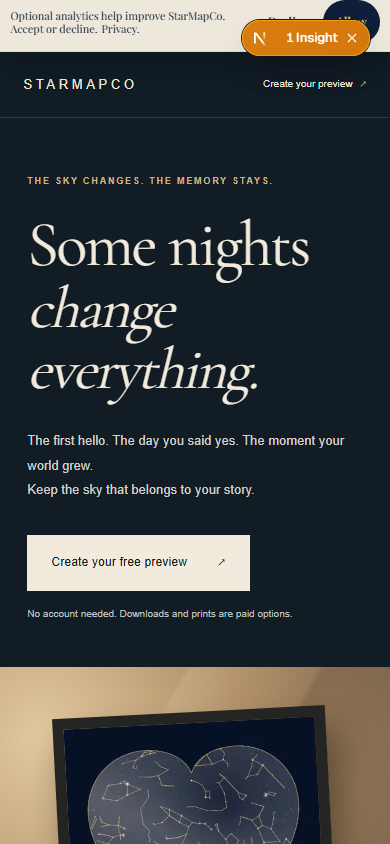 Optional analytics help improve StarMapCo.
Accept or decline. Privacy.
1 Insight
STARMAPCO
Create your preview ↗
THE SKY CHANGES. THE MEMORY STAYS.
Some nights
change
everything.
The first hello. The day you said yes. The moment your
world grew.
Keep the sky that belongs to your story.
Create your free preview ↗
No account needed. Downloads and prints are paid options.